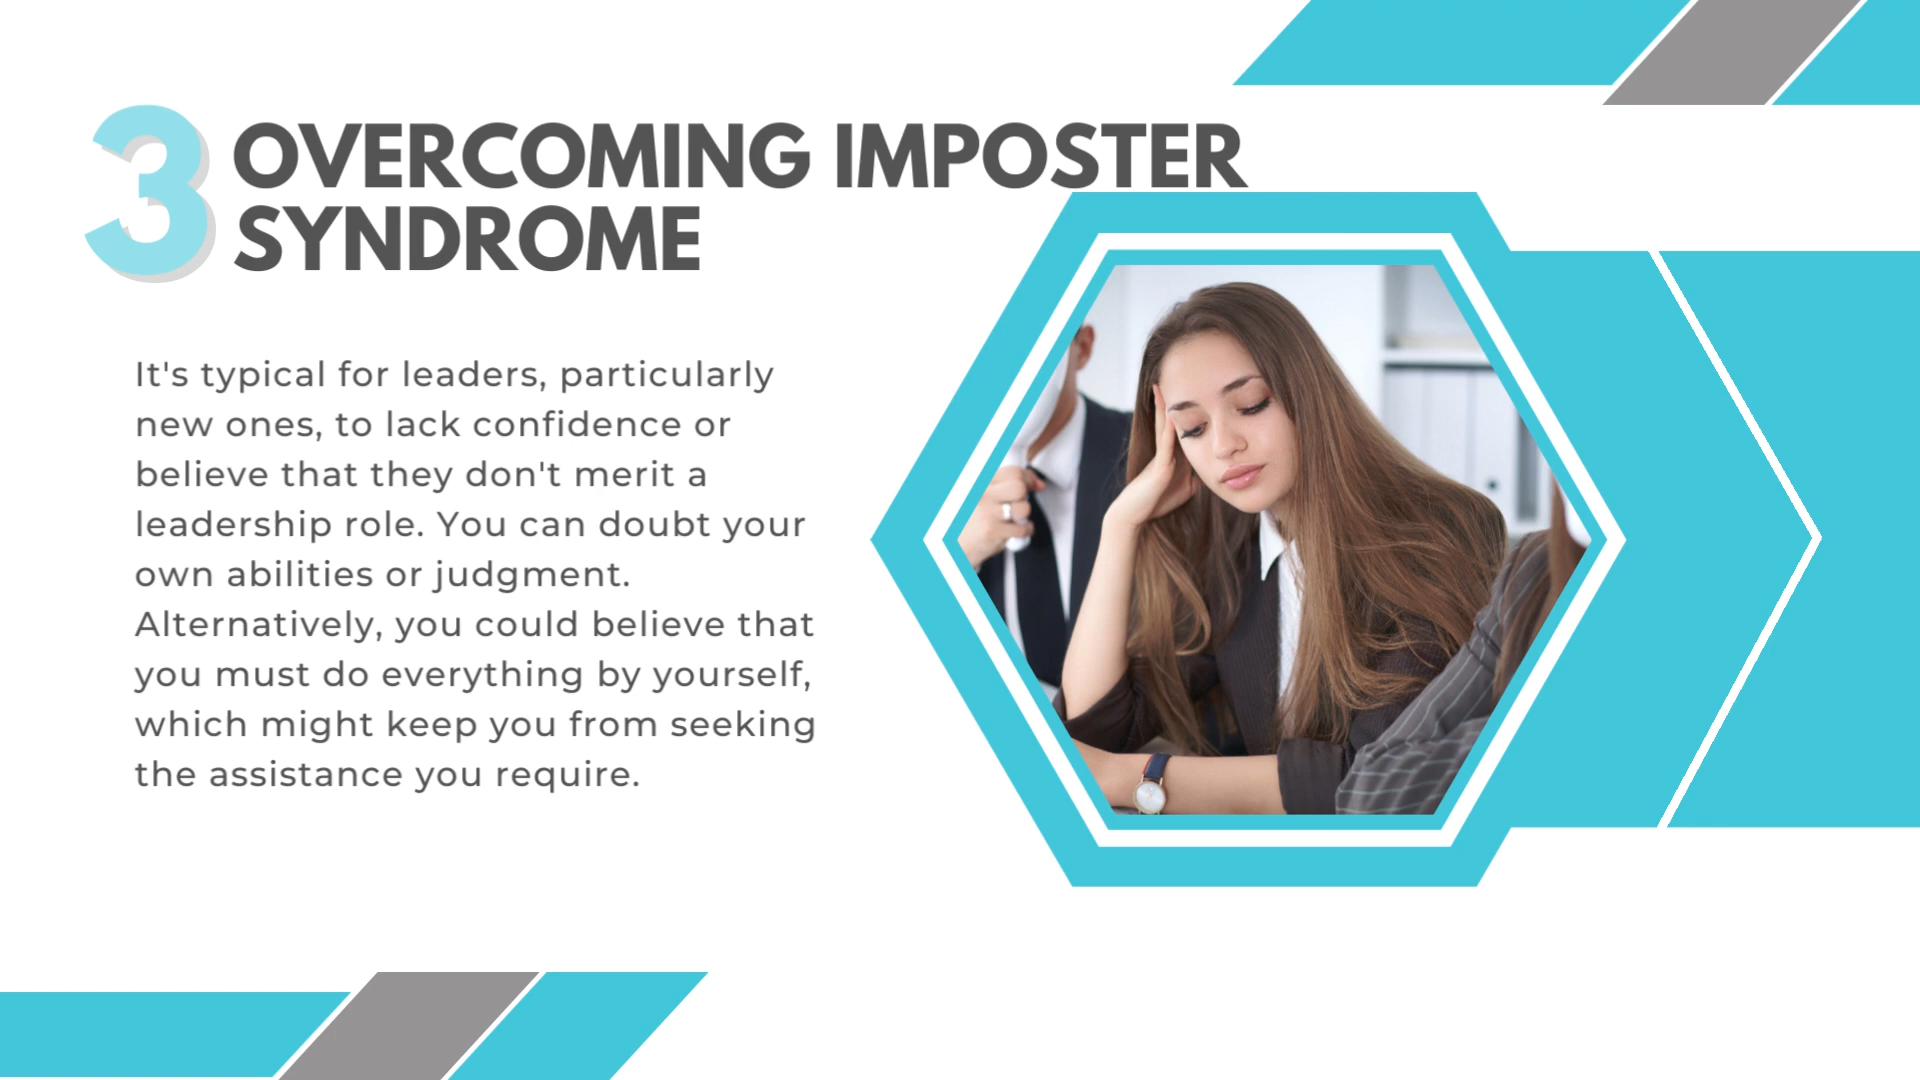 3
OVERCOMING IMPOSTER
SYNDROME
It's typical for leaders, particularly
new ones, to lack confidence or
believe that they don't merit a
leadership role. You can doubt your
own abilities or judgment.
Alternatively, you could believe that
you must do everything by yourself,
which might keep you from seeking
the assistance you require.